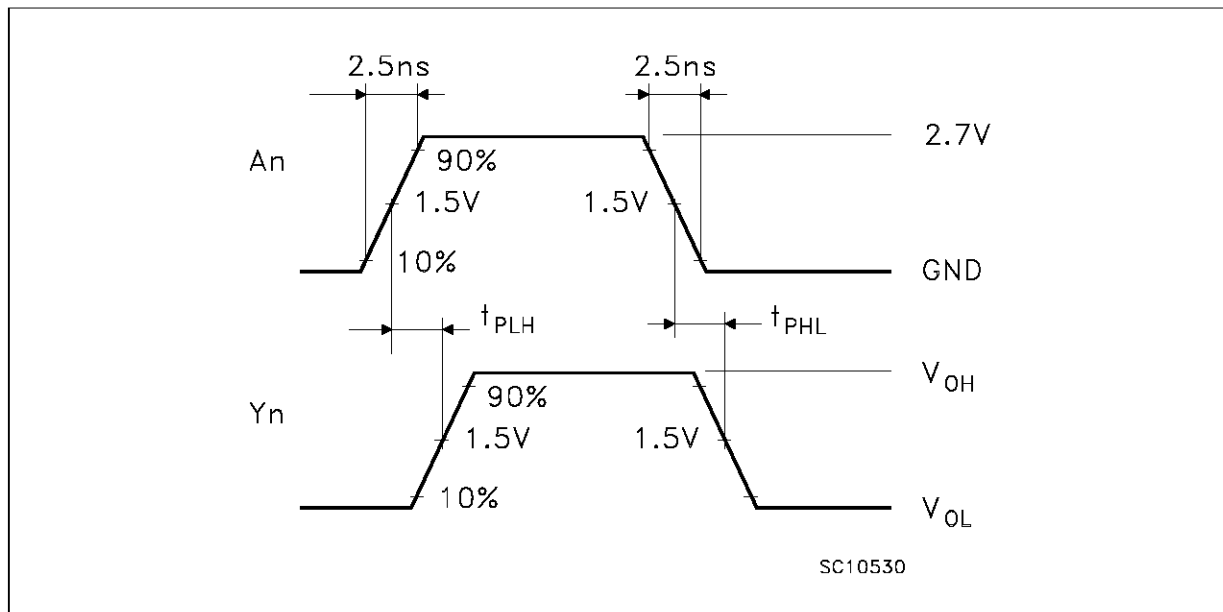 2.5ns 2.5ns
2.7V
An
90%
1.5V 1.5V
10%
GND
tPLH tPHL
VOH
90%
Yn
1.5V 1.5V
10%
VOL
SC10530